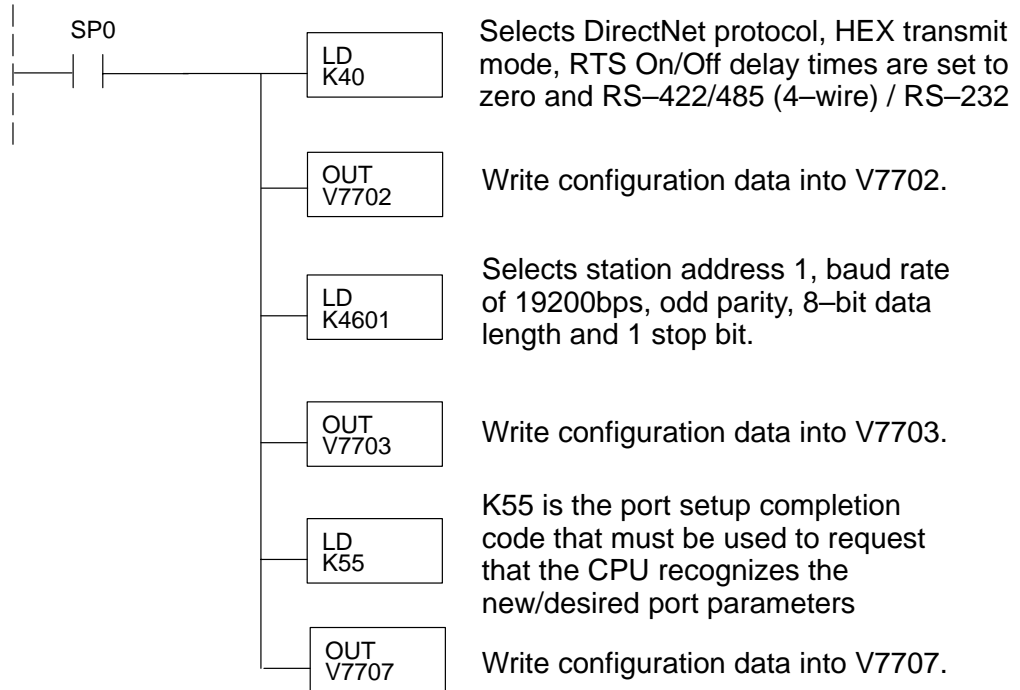 SP0
LD
K40
Selects DirectNet protocol, HEX transmit
mode, RTS On/Off delay times are set to
zero and RS–422/485 (4–wire) / RS–232
OUT
V7702
Write configuration data into V7702.
LD
K4601
Selects station address 1, baud rate
of 19200bps, odd parity, 8–bit data
length and 1 stop bit.
OUT
V7703
Write configuration data into V7703.
LD
K55
K55 is the port setup completion
code that must be used to request
that the CPU recognizes the
new/desired port parameters
OUT
V7707
Write configuration data into V7707.